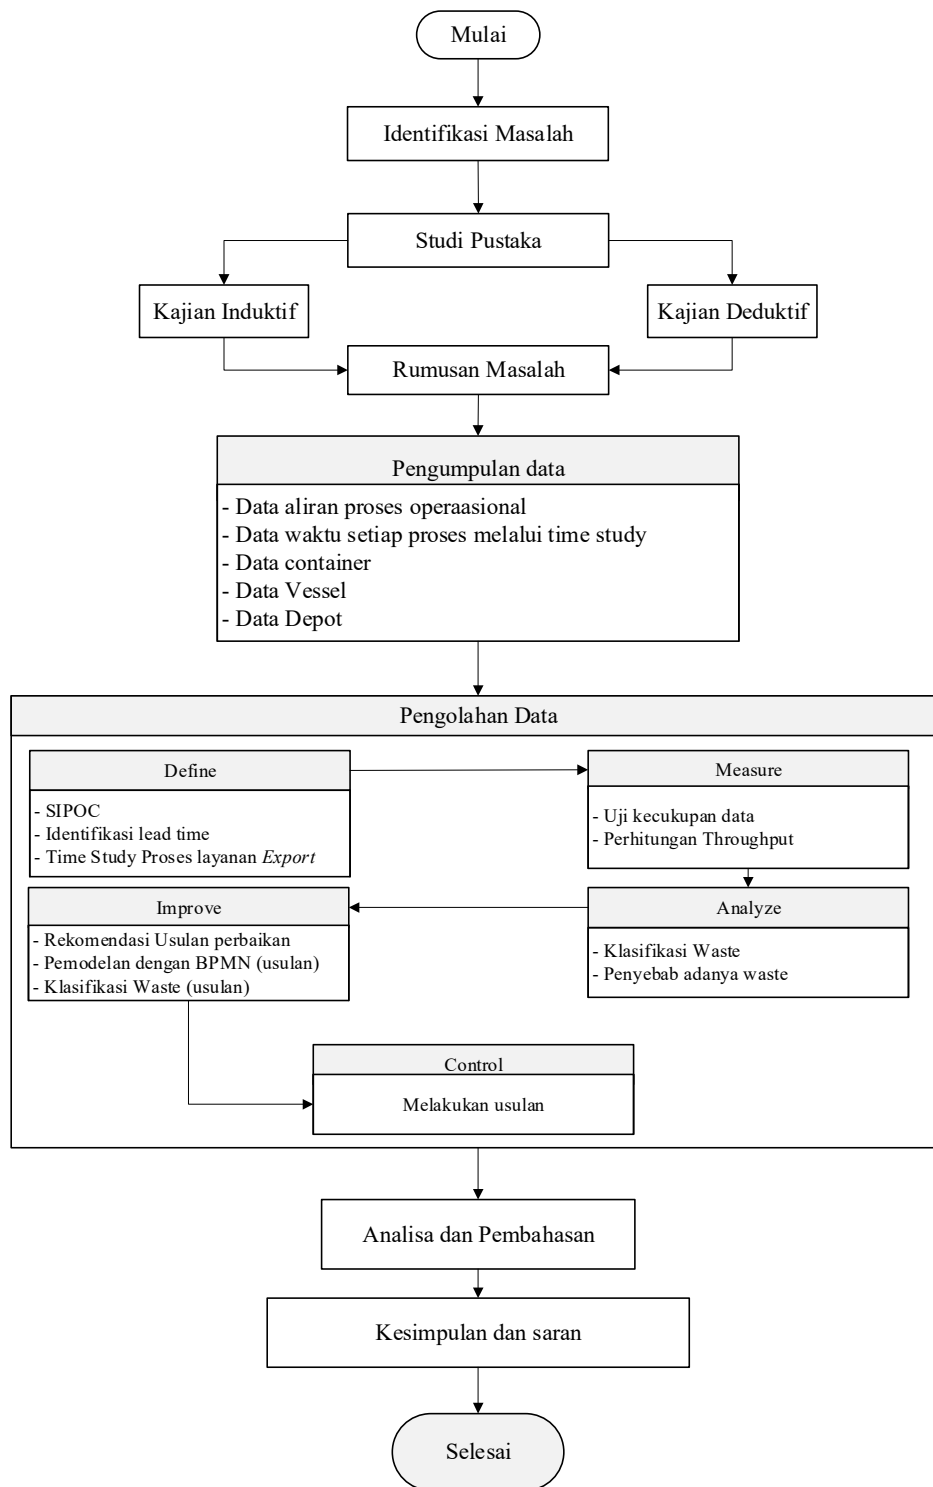 Mulai
Identifikasi Masalah
Studi Pustaka
Kajian Induktif
Kajian Deduktif
Rumusan Masalah
Pengumpulan data
- Data aliran proses operaasional
- Data waktu setiap proses melalui time study
- Data container
- Data Vessel
- Data Depot
Pengolahan Data
Define
- SIPOC
- Identifikasi lead time
- Time Study Proses layanan Export
Measure
- Uji kecukupan data
- Perhitungan Throughput
Analyze
- Klasifikasi Waste
- Penyebab adanya waste
Improve
- Rekomendasi Usulan perbaikan
- Pemodelan dengan BPMN (usulan)
- Klasifikasi Waste (usulan)
Control
Melakukan usulan
Analisa dan Pembahasan
Kesimpulan dan saran
Selesai